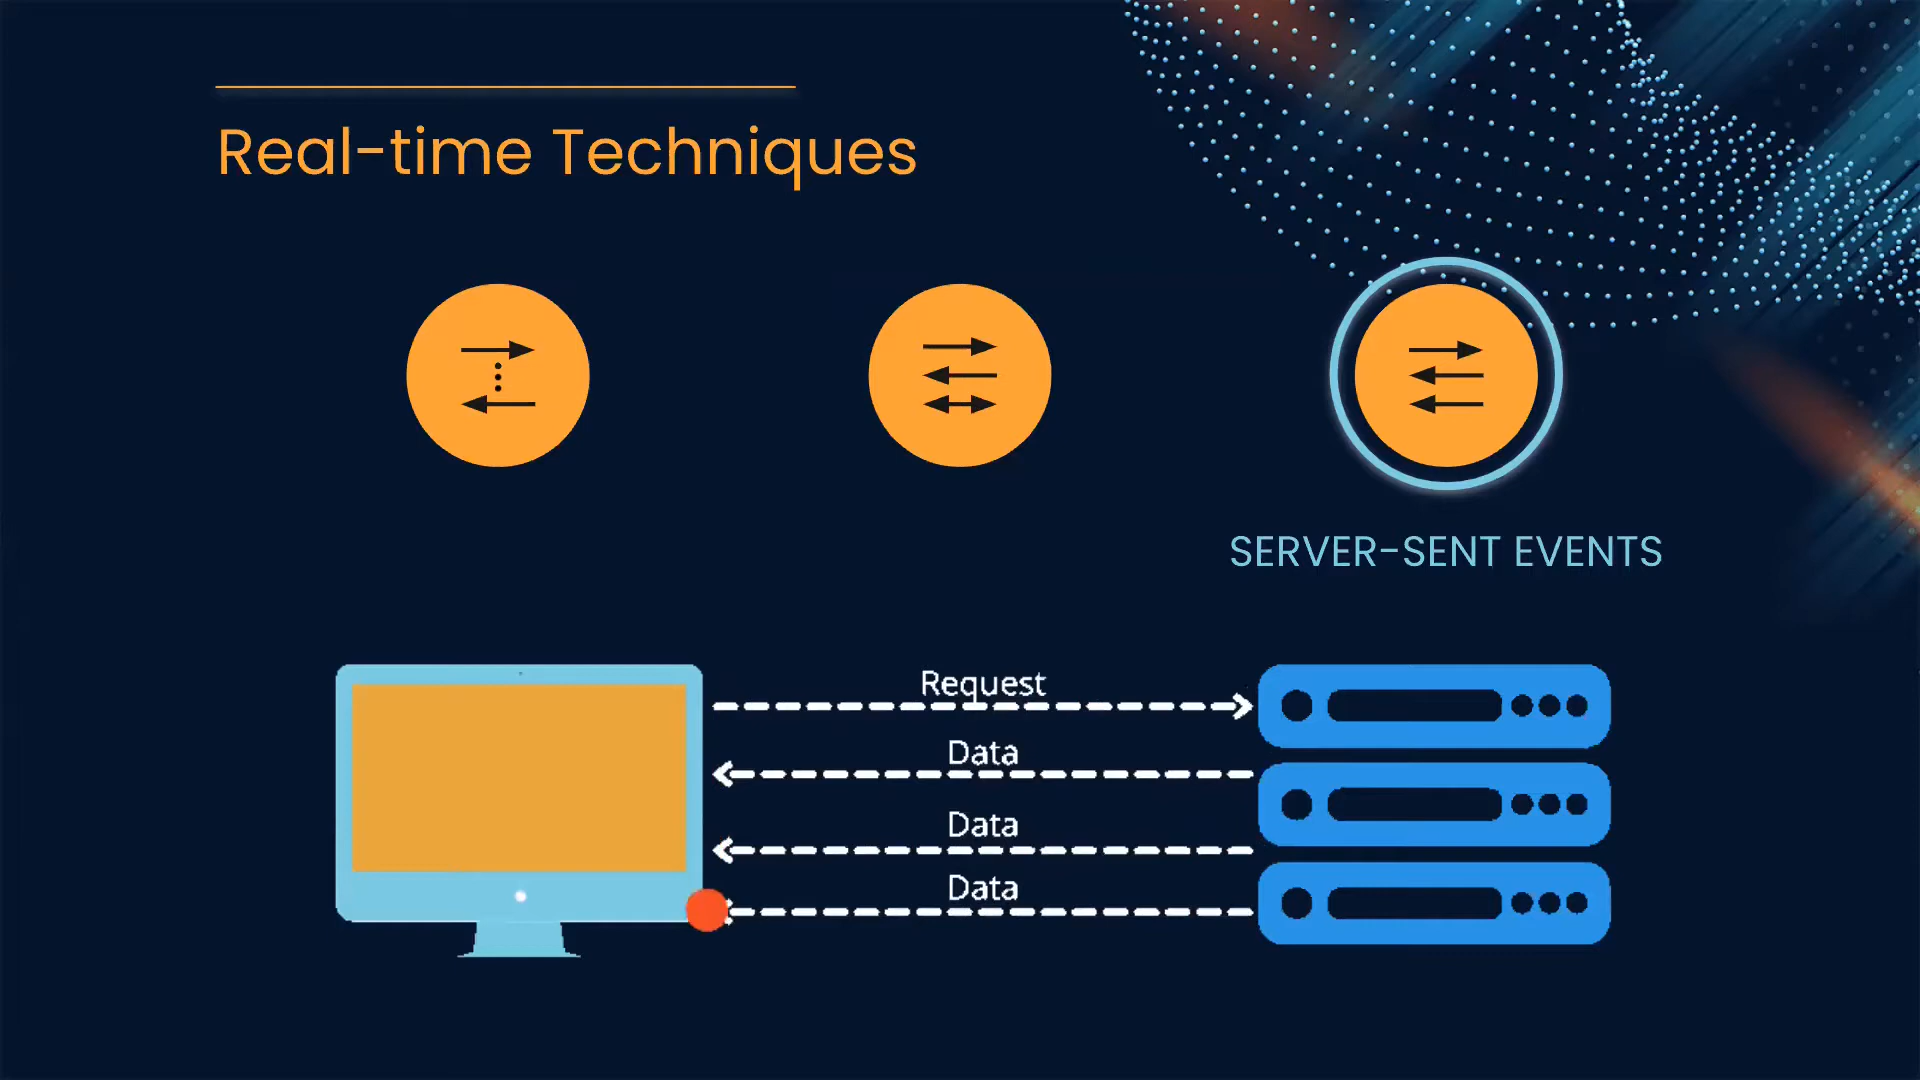 Real-time Techniques
SERVER-SENT EVENTS
Request
Data
Data
Data